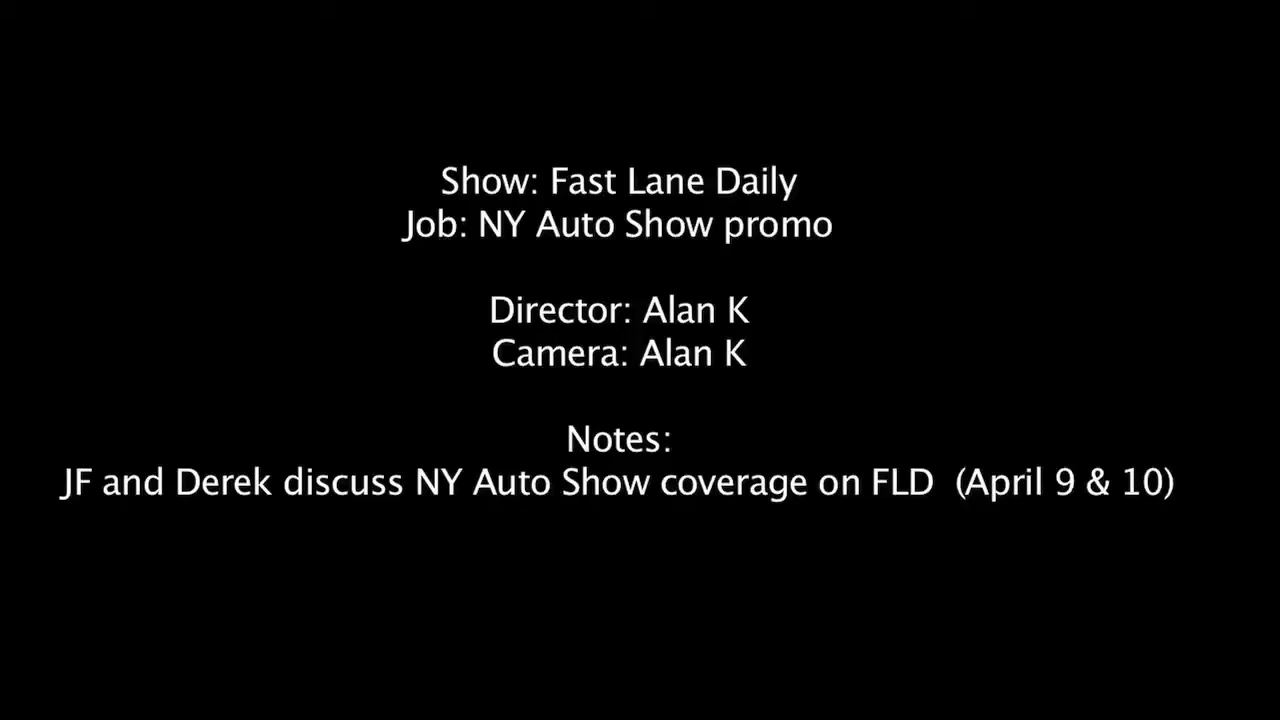 Show: Fast Lane Daily
Job: NY Auto Show promo
Director: Alan K
Camera: Alan K
Notes:
JF and Derek discuss NY Auto Show coverage on FLD  (April 9 & 10)